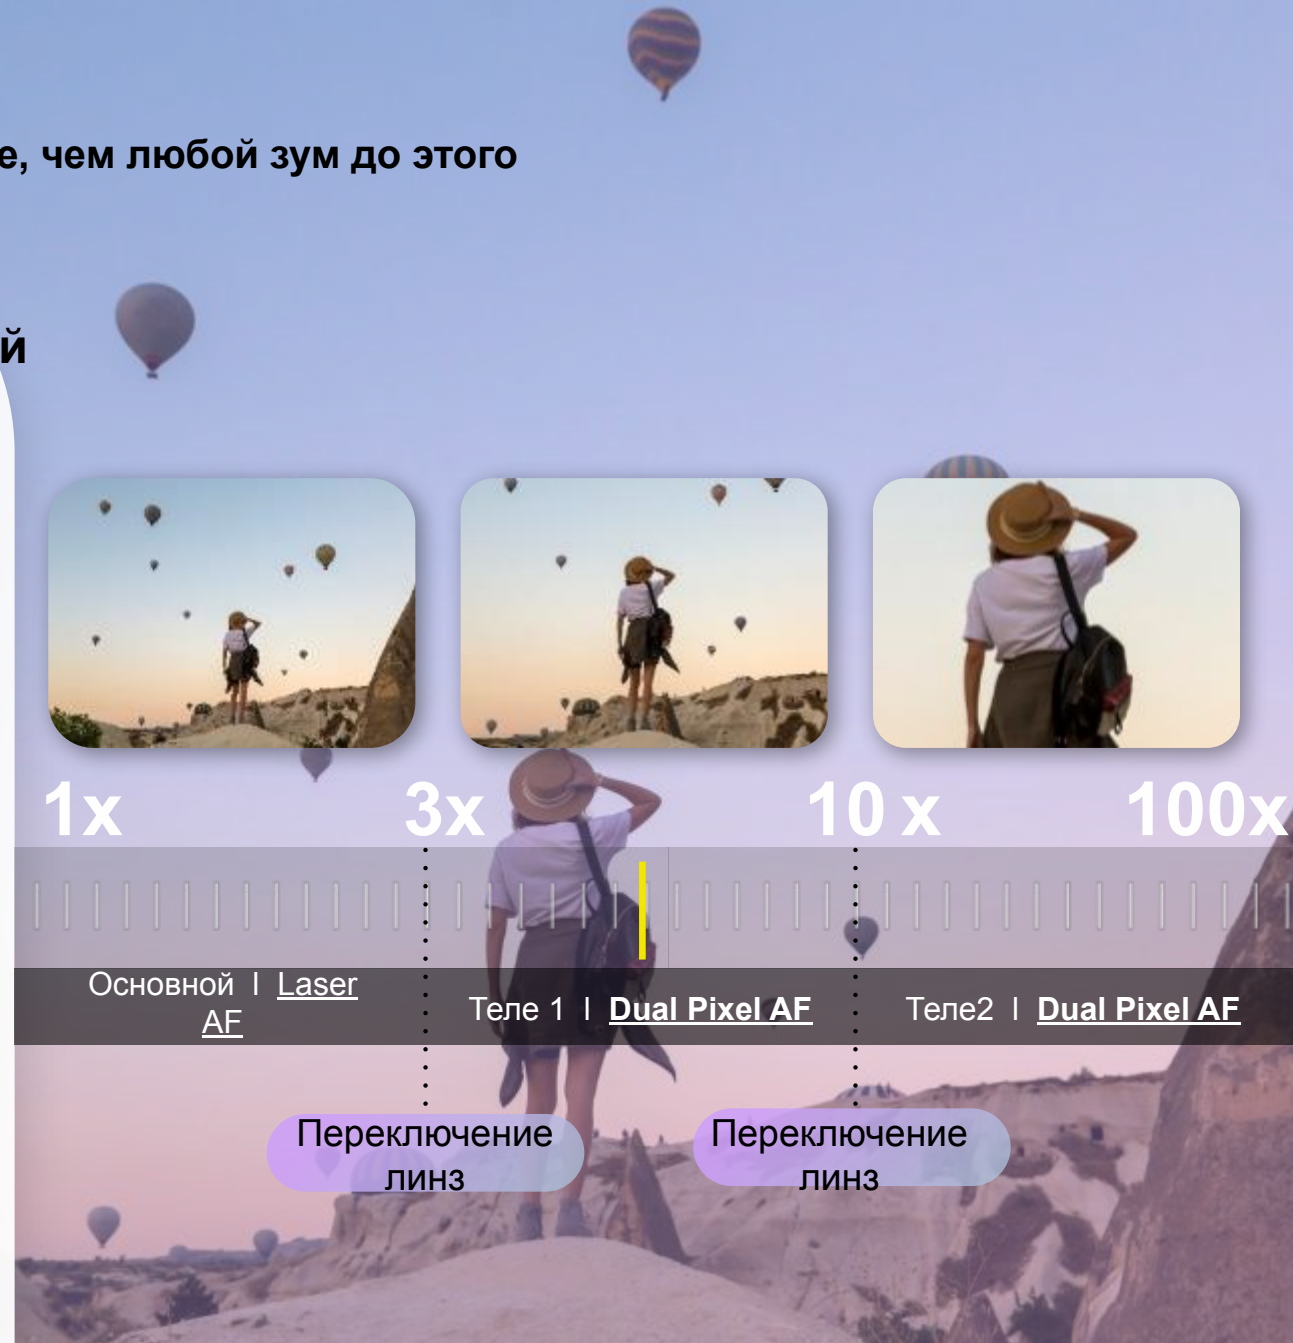 е, чем любой зум до этого
й
1x 3x 10 x 100x
Основной I Laser
AF
Теле 1 I Dual Pixel AF
Теле2 I Dual Pixel AF
Переключение
линз
Переключение
линз